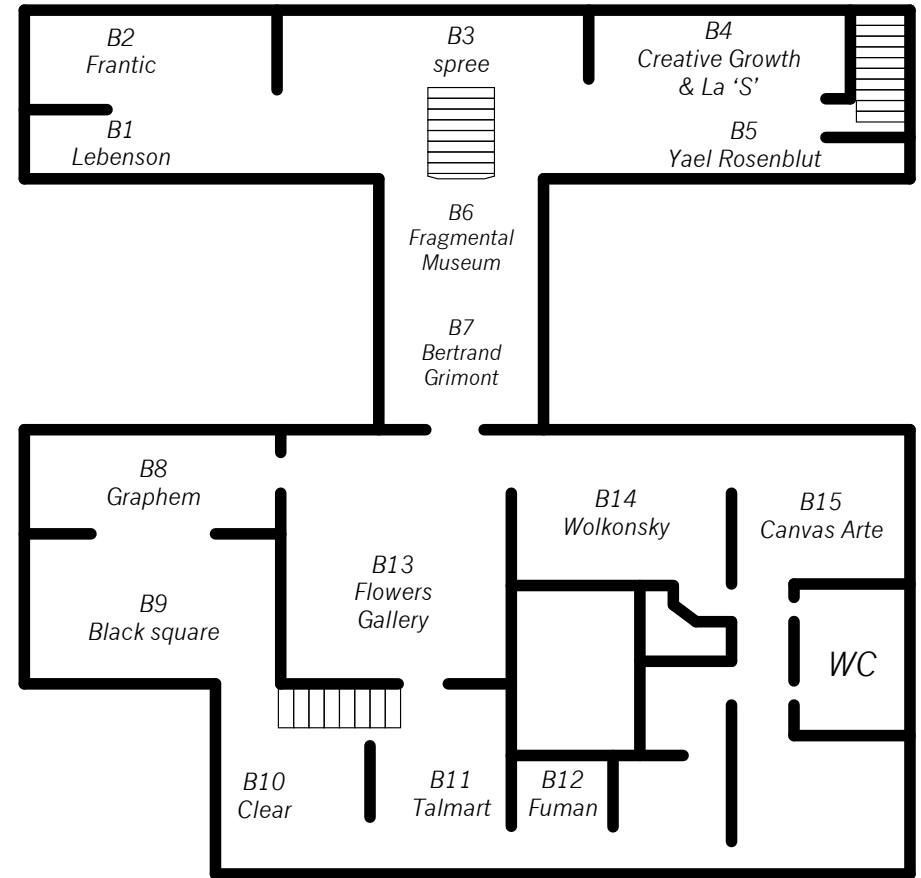 B2
Frantic
B3
spree
B4
Creative Growth
& La ‘S’
B1
Lebenson
B5
Yael Rosenblut
B6
Fragmental
Museum
B7
Bertrand
Grimont
B8
Graphem
B14
Wolkonsky
B15
Canvas Arte
B13
Flowers
Gallery
B9
Black square
WC
B10
Clear
B11
Talmart
B12
Fuman